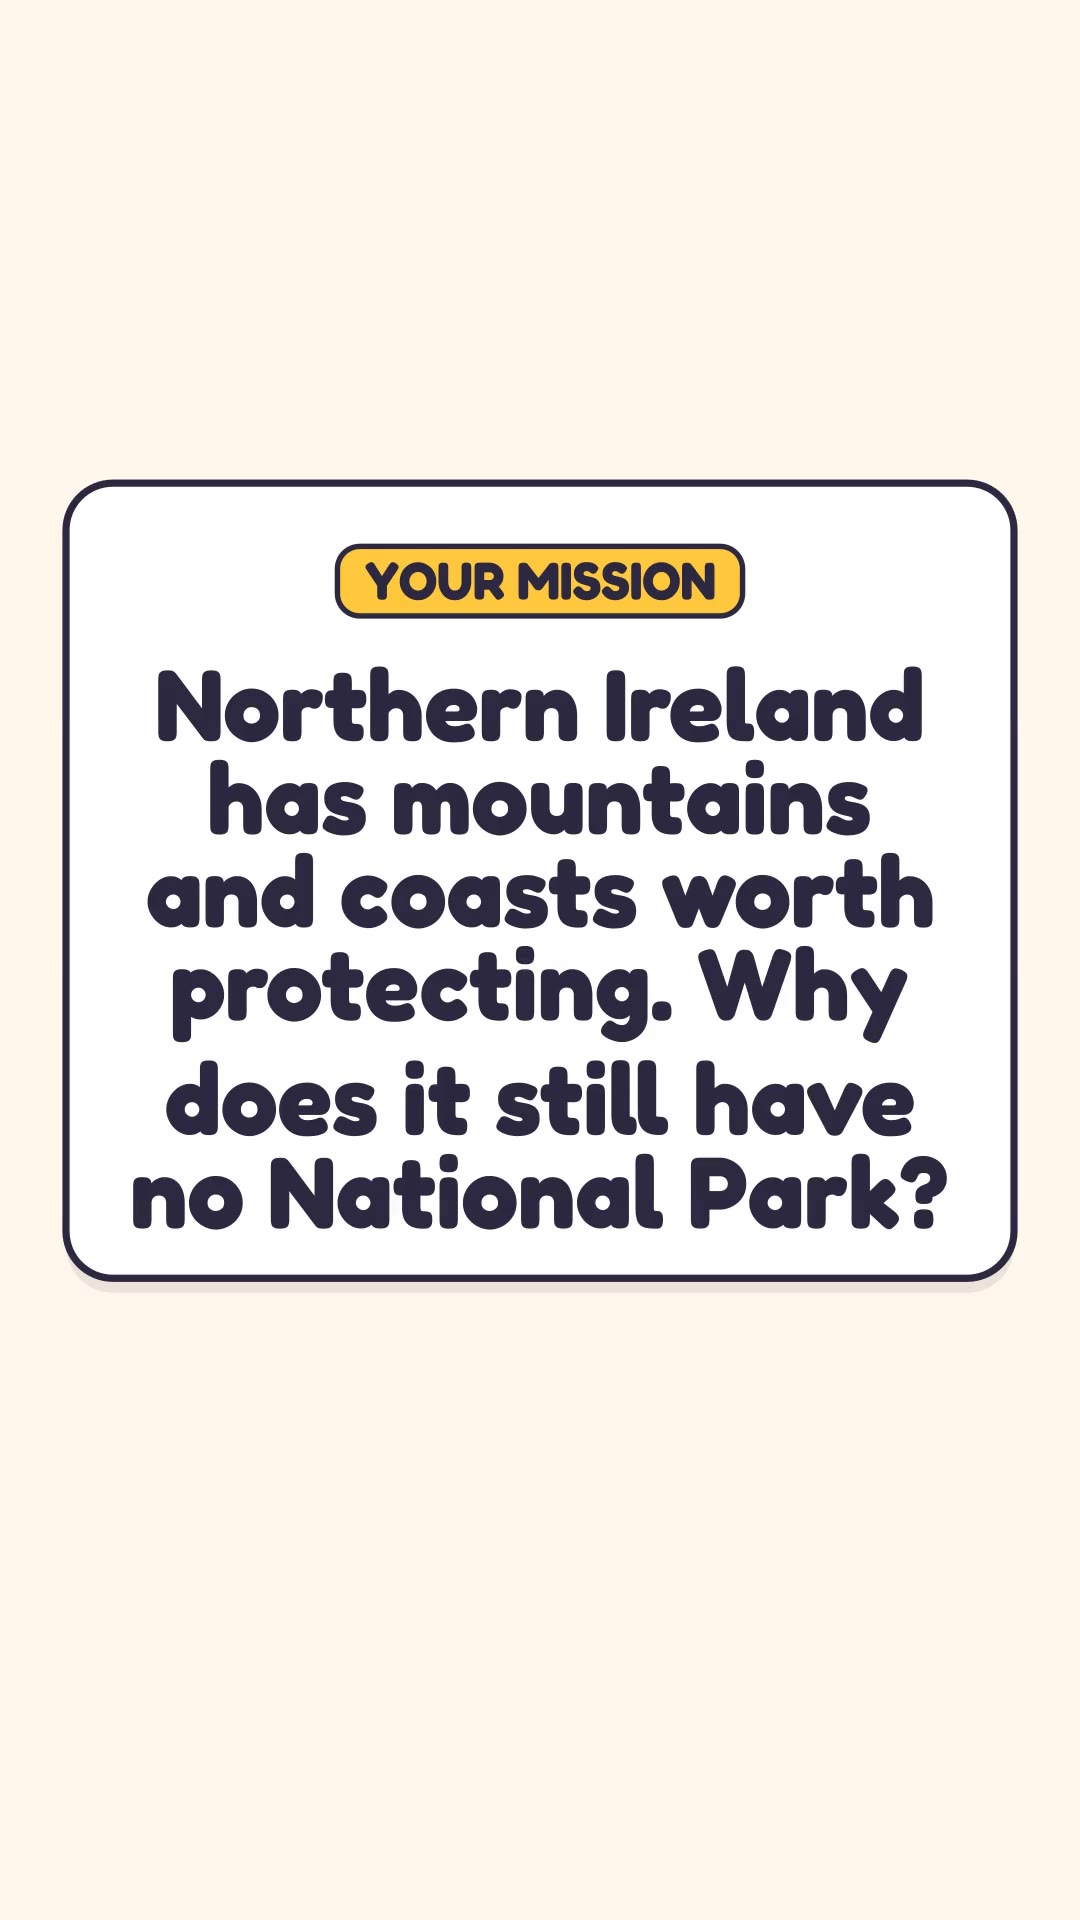 YOUR MISSION
Northern Ireland
has mountains
and coasts worth
protecting. Why
does it still have
no National Park?